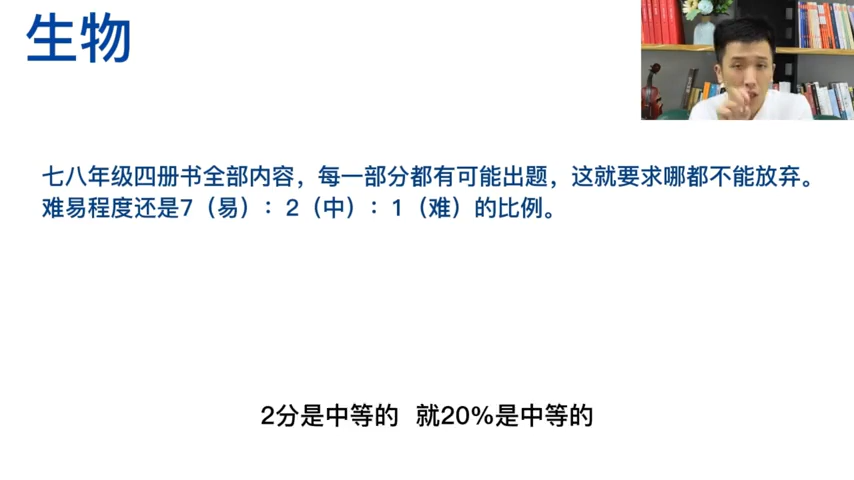 生物
七八年级四册书全部内容，每一部分都有可能出题，这就要求哪都不能放弃。
难易程度还是7（易）：2（中）：1（难）的比例。
2分是中等的 就20%是中等的